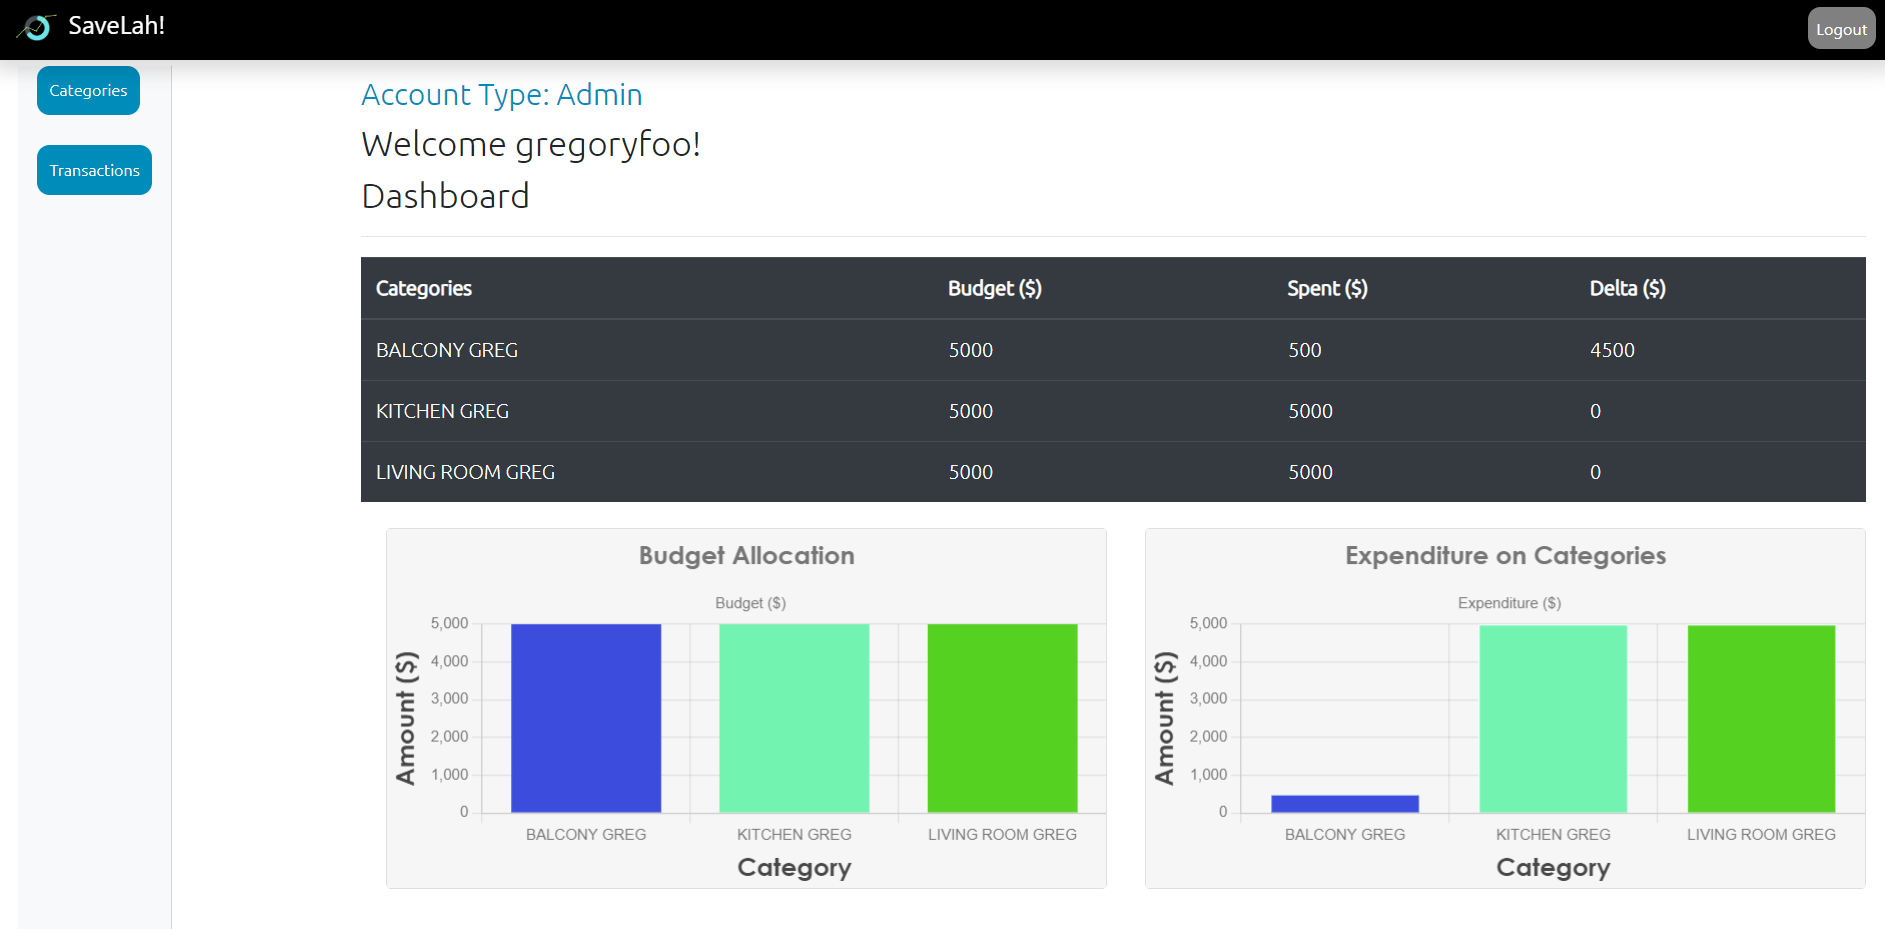 SaveLah!
Logout
Categories
Transactions
Account Type: Admin
Welcome gregoryfoo!
Dashboard
Categories Budget ($) Spent ($) Delta ($)
BALCONY GREG 5000 500 4500
KITCHEN GREG 5000 5000 0
LIVING ROOM GREG 5000 5000 0
Budget Allocation
Budget ($)
Amount ($)
5,000
4,000
3,000
2,000
1,000
0
BALCONY GREG KITCHEN GREG LIVING ROOM GREG
Category
Expenditure on Categories
Expenditure ($)
Amount ($)
5,000
4,000
3,000
2,000
1,000
0
BALCONY GREG KITCHEN GREG LIVING ROOM GREG
Category